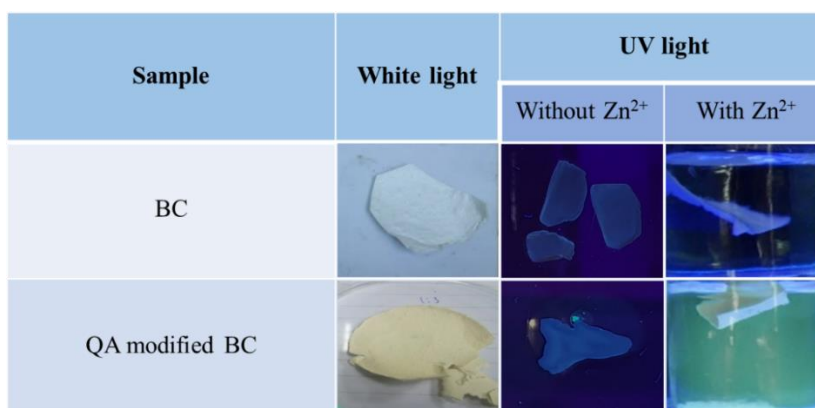 Sample
White light
UV light
Without Zn²⁺
With Zn²⁺
BC
QA modified BC